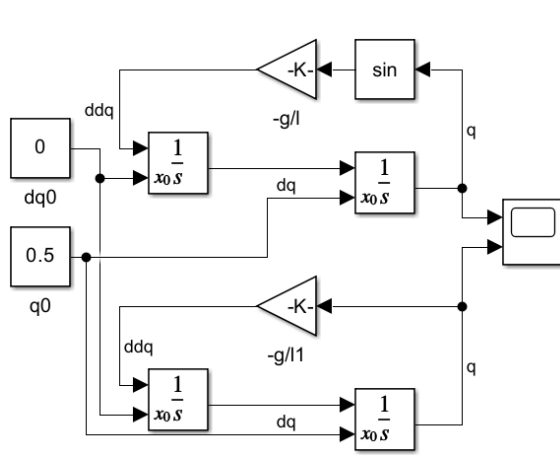 -K-
sin
-g/l
ddq
q
0
1
x₀ s
dq0
1
x₀ s
dq
0.5
q0
-K-
-g/l1
ddq
q
1
x₀ s
1
x₀ s
dq